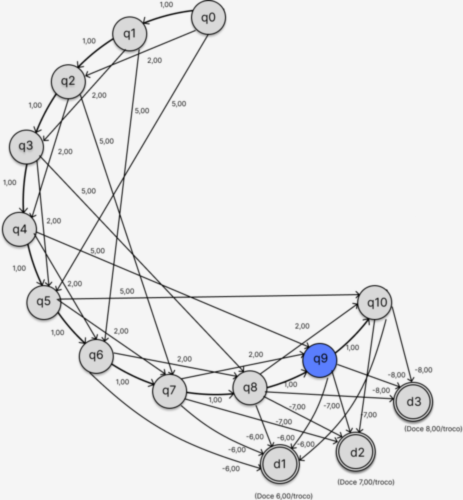 q0
1,00
q1
1,00
2,00
q2
2,00
1,00
5,00
5,00
q3
2,00
5,00
1,00
5,00
q4
2,00
5,00
1,00
2,00
5,00
q5
q10
1,00
2,00
2,00
1,00
q6
2,00
2,00
q9
1,00
q7
1,00
q8
1,00
-8,00
-8,00
-8,00
d3
-7,00
-7,00
-7,00
-7,00
(Doce 8,00/troco)
-6,00
-6,00
-6,00
-6,00
-6,00
d1
d2
(Doce 7,00/troco)
(Doce 6,00/troco)